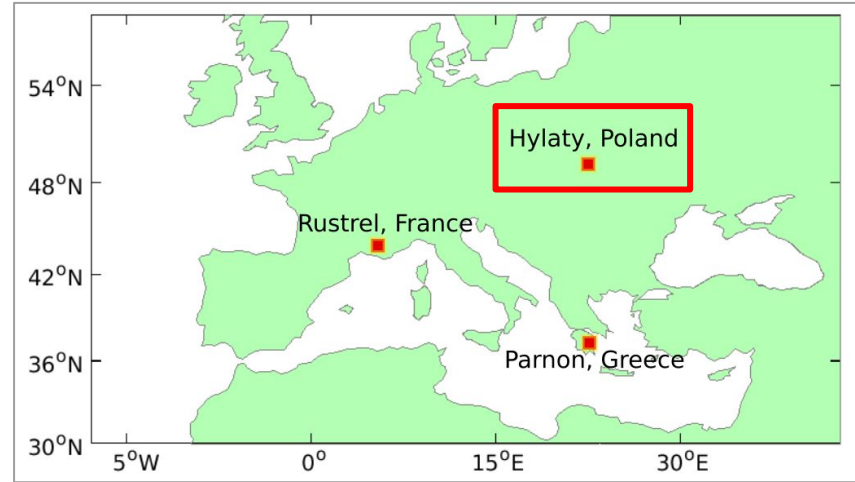 54°N
Hylaty, Poland
48°N
Rustrel, France
42°N
36°N
Parnon, Greece
30°N
5°W
0°
15°E
30°E